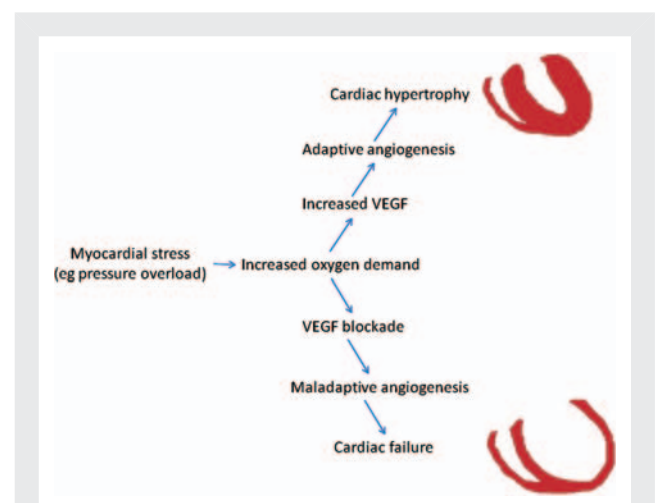 Cardiac hypertrophy
Adaptive angiogenesis
Increased VEGF
Myocardial stress
(eg pressure overload)
Increased oxygen demand
VEGF blockade
Maladaptive angiogenesis
Cardiac failure